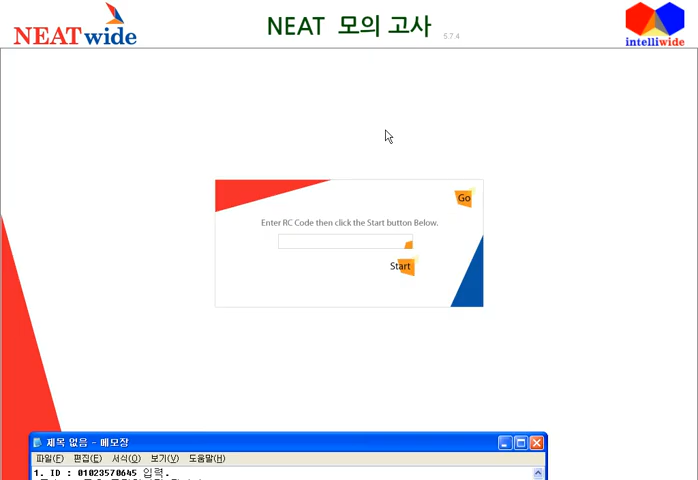 NEATwide
NEAT 모의 고사
5.7.4
intelliwide
Go
Enter RC Code then click the Start button Below.
Start
제목 없음 - 메모장
파일(F) 편집(E) 서식(O) 보기(V) 도움말(H)
1. ID : 01023570645 입력.